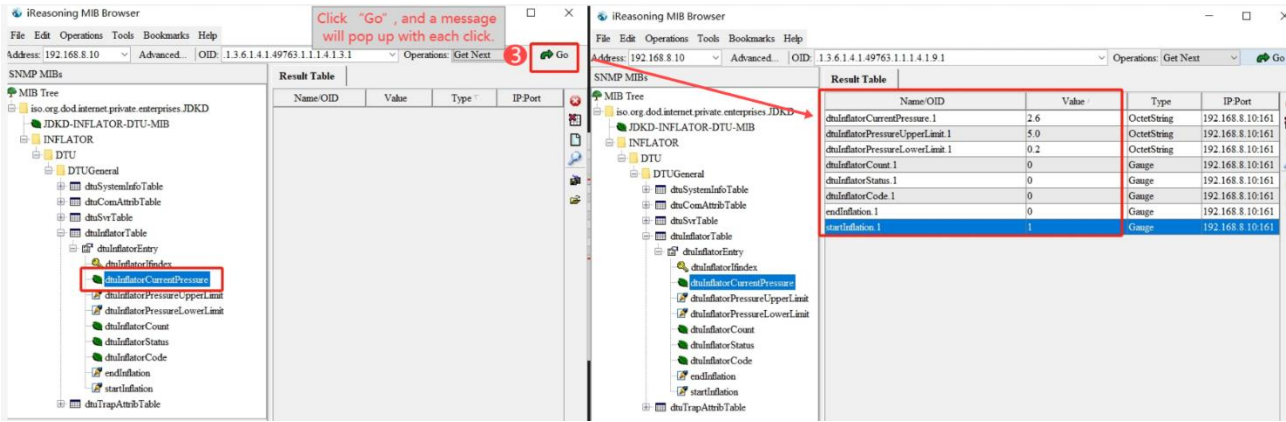 iReasoning MIB Browser
File Edit Operations Tools Bookmarks Help
Address: 192.168.8.10 Advanced... OID: .1.3.6.1.4.1.49763.1.1.1.4.1.3.1 Operations: Get Next Go
Click “Go”, and a message
will pop up with each click.
3
SNMP MIBs
MIB Tree
iso.org.dod.internet.private.enterprises.JDKD
JDKD-INFLATOR-DTU-MIB
INFLATOR
DTU
DTUGeneral
dtuSystemInfoTable
dtuComAttribTable
dtuSvrTable
dtuInflatorTable
dtuInflatorEntry
dtuInflatorIfindex
dtuInflatorCurrentPressure
dtuInflatorPressureUpperLimit
dtuInflatorPressureLowerLimit
dtuInflatorCount
dtuInflatorStatus
dtuInflatorCode
endInflation
startInflation
dtuTrapAttribTable
Result Table
Name/OID Value Type IP:Port
iReasoning MIB Browser
File Edit Operations Tools Bookmarks Help
Address: 192.168.8.10 Advanced... OID: .1.3.6.1.4.1.49763.1.1.1.4.1.9.1 Operations: Get Next Go
SNMP MIBs
MIB Tree
iso.org.dod.internet.private.enterprises.JDKD
JDKD-INFLATOR-DTU-MIB
INFLATOR
DTU
DTUGeneral
dtuSystemInfoTable
dtuComAttribTable
dtuSvrTable
dtuInflatorTable
dtuInflatorEntry
dtuInflatorIfindex
dtuInflatorCurrentPressure
dtuInflatorPressureUpperLimit
dtuInflatorPressureLowerLimit
dtuInflatorCount
dtuInflatorStatus
dtuInflatorCode
endInflation
startInflation
dtuTrapAttribTable
Result Table
Name/OID Value Type IP:Port
dtuInflatorCurrentPressure.1 2.6 OctetString 192.168.8.10:161
dtuInflatorPressureUpperLimit.1 5.0 OctetString 192.168.8.10:161
dtuInflatorPressureLowerLimit.1 0.2 OctetString 192.168.8.10:161
dtuInflatorCount.1 0 Gauge 192.168.8.10:161
dtuInflatorStatus.1 0 Gauge 192.168.8.10:161
dtuInflatorCode.1 0 Gauge 192.168.8.10:161
endInflation.1 0 Gauge 192.168.8.10:161
startInflation.1 1 Gauge 192.168.8.10:161